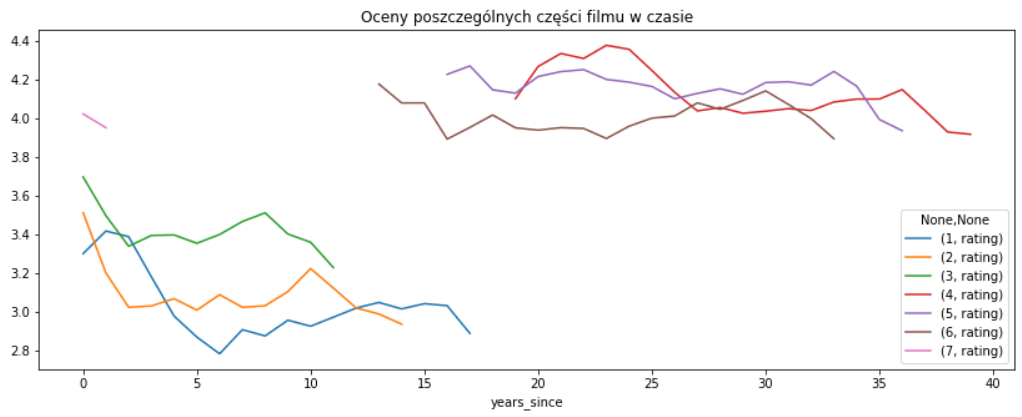 Oceny poszczególnych części filmu w czasie
4.4
4.2
4.0
3.8
3.6
3.4
3.2
3.0
2.8
None,None
(1, rating)
(2, rating)
(3, rating)
(4, rating)
(5, rating)
(6, rating)
(7, rating)
0 5 10 15 20 25 30 35 40
years_since